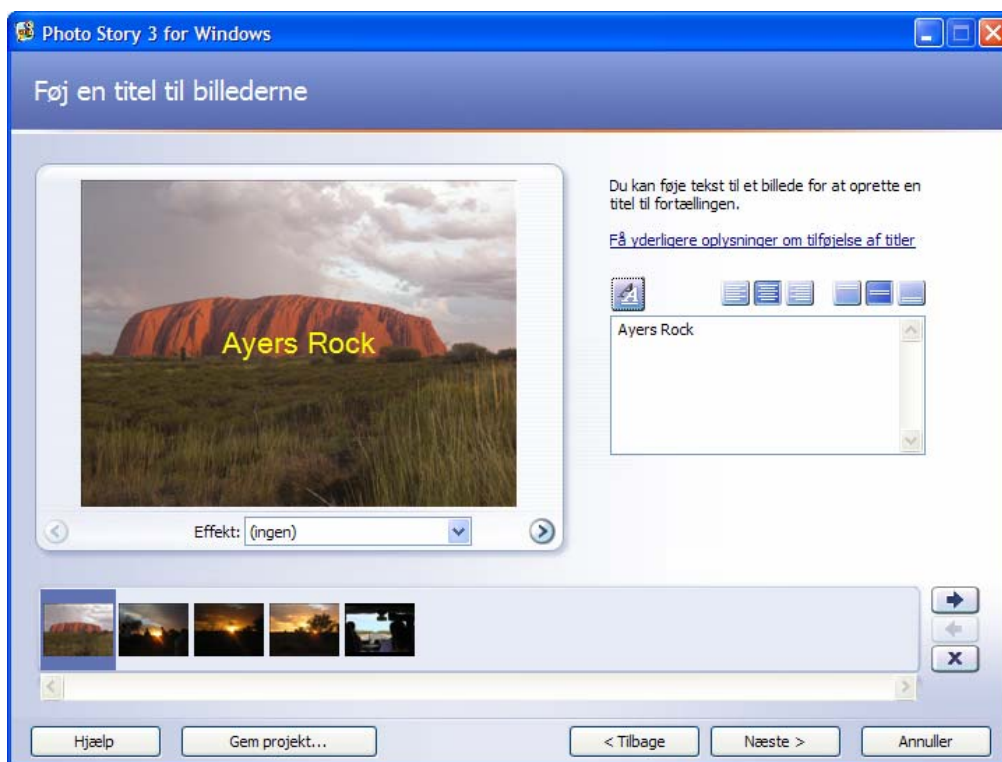 Photo Story 3 for Windows
Føj en titel til billederne
Du kan føje tekst til et billede for at oprette en
titel til fortællingen.
Få yderligere oplysninger om tilføjelse af titler
A
Ayers Rock
Ayers Rock
Effekt: (ingen)
Hjælp
Gem projekt...
< Tilbage
Næste >
Annuller